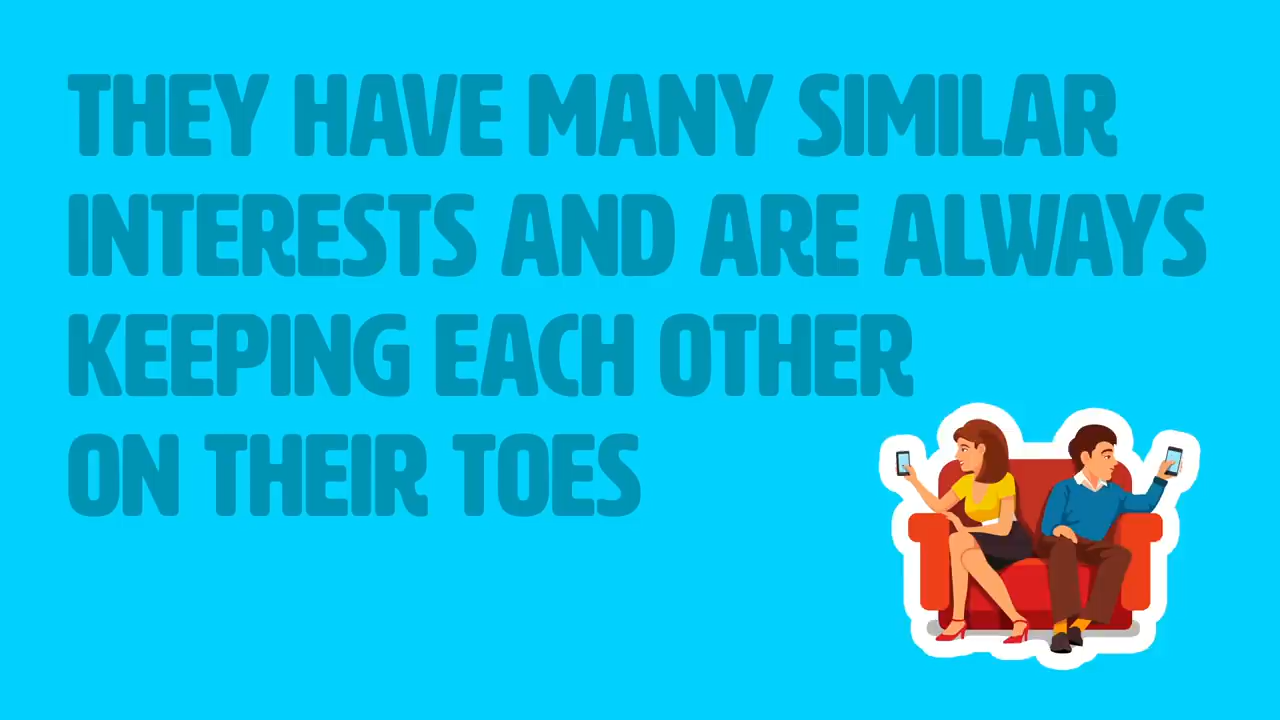 THEY HAVE MANY SIMILAR
INTERESTS AND ARE ALWAYS
KEEPING EACH OTHER
ON THEIR TOES